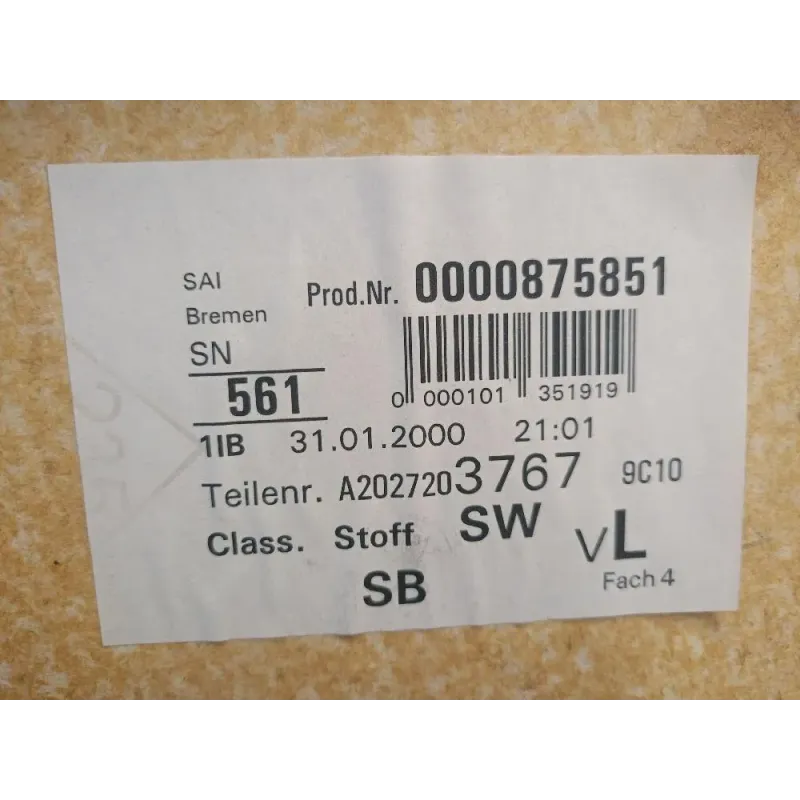 SAI
Bremen
Prod.Nr. 0000875851
SN
561
0 000101 351919
1IB 31.01.2000 21:01
Teilenr. A2027203767 9C10
Class. Stoff SW VL
SB
Fach 4